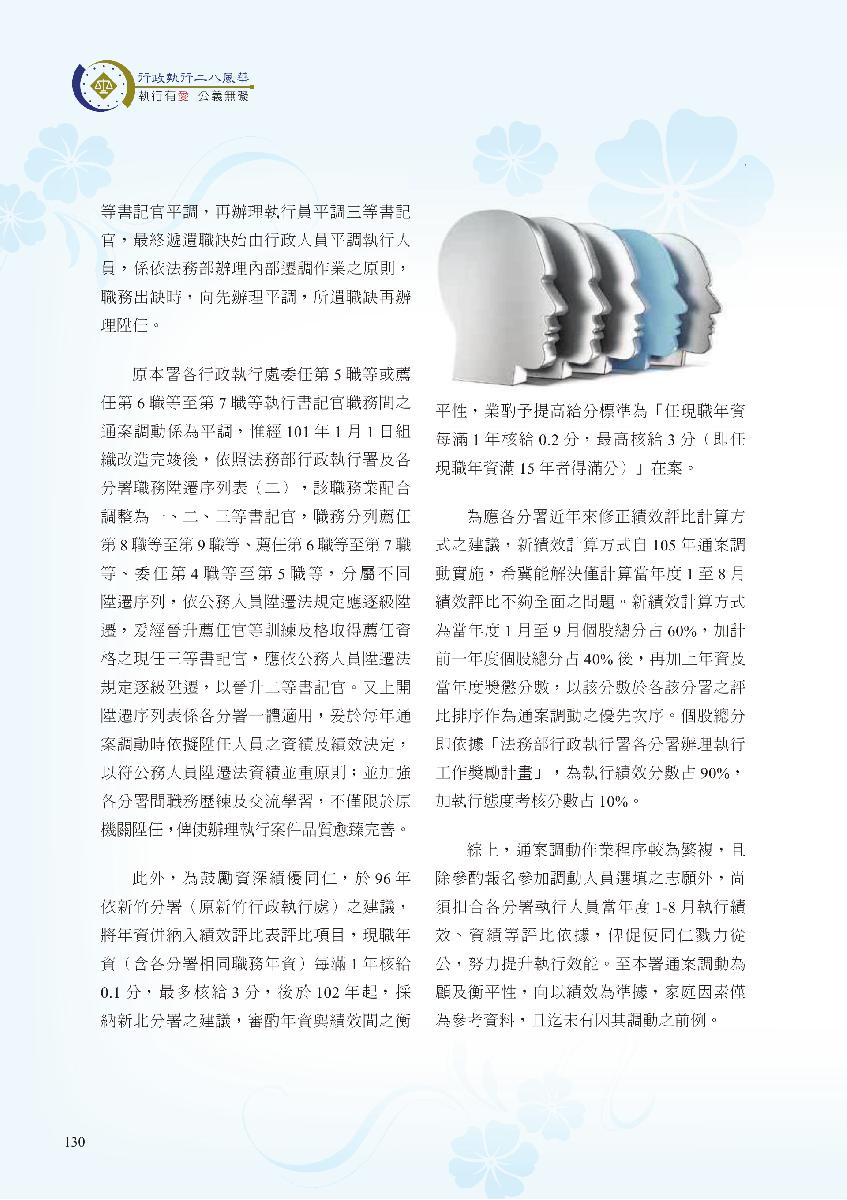 行政執行二八風華
執行有愛 公義無礙
等書記官平調，再辦理執行員平調三等書記
官，最終遞遺職缺始由行政人員平調執行人
員，係依法務部辦理內部遷調作業之原則，
職務出缺時，向先辦理平調，所遺職缺再辦
理陞任。
原本署各行政執行處委任第 5 職等或薦
任第 6 職等至第 7 職等執行書記官職務間之
通案調動係為平調，惟經 101 年 1 月 1 日組
織改造完竣後，依照法務部行政執行署及各
分署職務陞遷序列表（二），該職務業配合
調整為一、二、三等書記官，職務分列薦任
第 8 職等至第 9 職等、薦任第 6 職等至第 7 職
等、委任第 4 職等至第 5 職等，分屬不同
陞遷序列，依公務人員陞遷法規定應逐級陞
遷，爰經晉升薦任官等訓練及格取得薦任資
格之現任三等書記官，應依公務人員陞遷法
規定逐級陞遷，以晉升二等書記官。又上開
陞遷序列表係各分署一體適用，爰於每年通
案調動時依擬陞任人員之資績及績效決定，
以符公務人員陞遷法資績並重原則；並加強
各分署間職務歷練及交流學習，不僅限於原
機關陞任，俾使辦理執行案件品質愈臻完善。
此外，為鼓勵資深績優同仁，於 96 年
依新竹分署（原新竹行政執行處）之建議，
將年資併納入績效評比表評比項目，現職年
資（含各分署相同職務年資）每滿 1 年核給
0.1 分，最多核給 3 分，後於 102 年起，採
納新北分署之建議，審酌年資與績效間之衡
平性，業酌予提高給分標準為「任現職年資
每滿 1 年核給 0.2 分，最高核給 3 分（即任
現職年資滿 15 年者得滿分）」在案。
為應各分署近年來修正績效評比計算方
式之建議，新績效計算方式自 105 年通案調
動實施，希冀能解決僅計算當年度 1 至 8 月
績效評比不夠全面之問題。新績效計算方式
為當年度 1 月至 9 月個股總分占 60%，加計
前一年度個股總分占 40% 後，再加上年資及
當年度獎懲分數，以該分數於各該分署之評
比排序作為通案調動之優先次序。個股總分
即依據「法務部行政執行署各分署辦理執行
工作獎勵計畫」，為執行績效分數占 90%，
加執行態度考核分數占 10%。
綜上，通案調動作業程序較為繁複，且
除參酌報名參加調動人員選填之志願外，尚
須扣合各分署執行人員當年度 1-8 月執行績
效、資績等評比依據，俾促使同仁戮力從
公，努力提升執行效能。至本署通案調動為
顧及衡平性，向以績效為準據，家庭因素僅
為參考資料，且迄未有因其調動之前例。
130